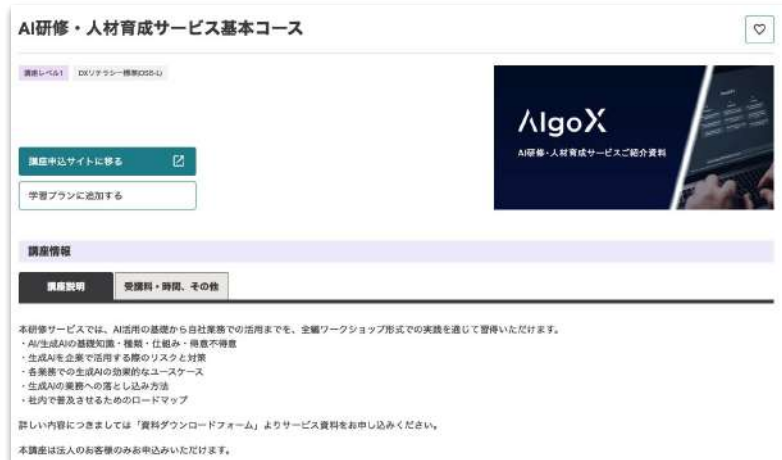 AI研修・人材育成サービス基本コース
講座レベル1 DXリテラシー標準(DSS-L)
AlgoX
AI研修・人材育成サービスご紹介資料
講座申込サイトに移る
学習プランに追加する
講座情報
講座説明 受講料・時間、その他
本研修サービスでは、AI活用の基礎から自社業務での活用までを、全編ワークショップ形式での実践を通じて習得いただけます。
・AI/生成AIの基礎知識・種類・仕組み・得意不得意
・生成AIを企業で活用する際のリスクと対策
・各業務での生成AIの効果的なユースケース
・生成AIの業務への落とし込み方法
・社内で普及させるためのロードマップ
詳しい内容につきましては「資料ダウンロードフォーム」よりサービス資料をお申し込みください。
本講座は法人のお客様のみお申込みいただけます。